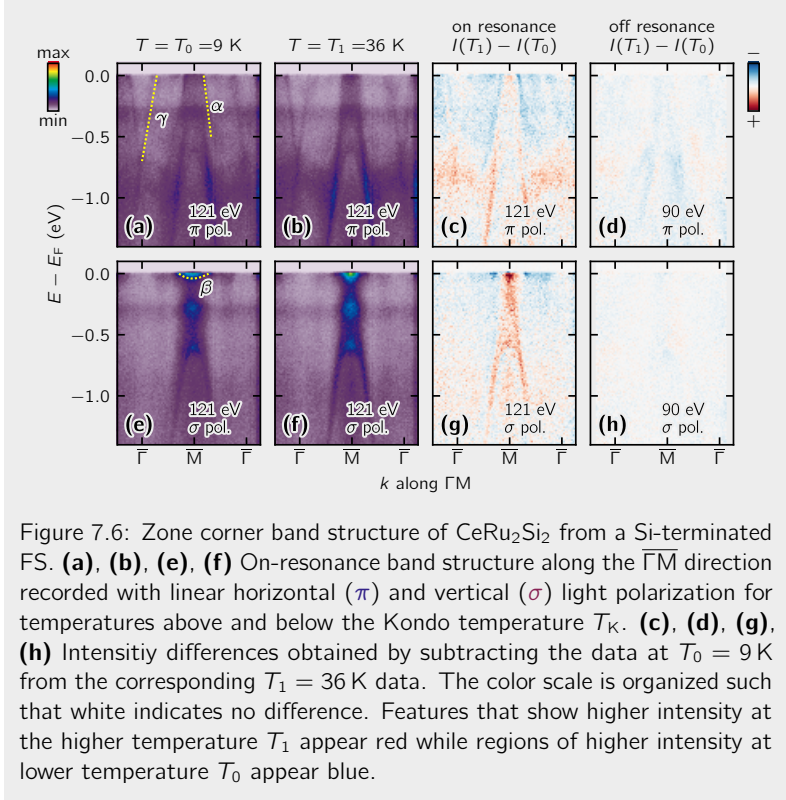 on resonance off resonance
max T = T₀ =9 K T = T₁ =36 K I(T₁) − I(T₀) I(T₁) − I(T₀) −
min +
0.0
γ α
−0.5
−1.0
(a) 121 eV π pol. (b) 121 eV π pol. (c) 121 eV π pol. (d) 90 eV π pol.
E − E_F (eV)
0.0
β
−0.5
−1.0
(e) 121 eV σ pol. (f) 121 eV σ pol. (g) 121 eV σ pol. (h) 90 eV σ pol.
Γ̅ M̅ Γ̅ Γ̅ M̅ Γ̅ Γ̅ M̅ Γ̅ Γ̅ M̅ Γ̅
k along ΓM
Figure 7.6: Zone corner band structure of CeRu₂Si₂ from a Si-terminated
FS. (a), (b), (e), (f) On-resonance band structure along the Γ̅M̅ direction
recorded with linear horizontal (π) and vertical (σ) light polarization for
temperatures above and below the Kondo temperature T_K. (c), (d), (g),
(h) Intensitiy differences obtained by subtracting the data at T₀ = 9 K
from the corresponding T₁ = 36 K data. The color scale is organized such
that white indicates no difference. Features that show higher intensity at
the higher temperature T₁ appear red while regions of higher intensity at
lower temperature T₀ appear blue.